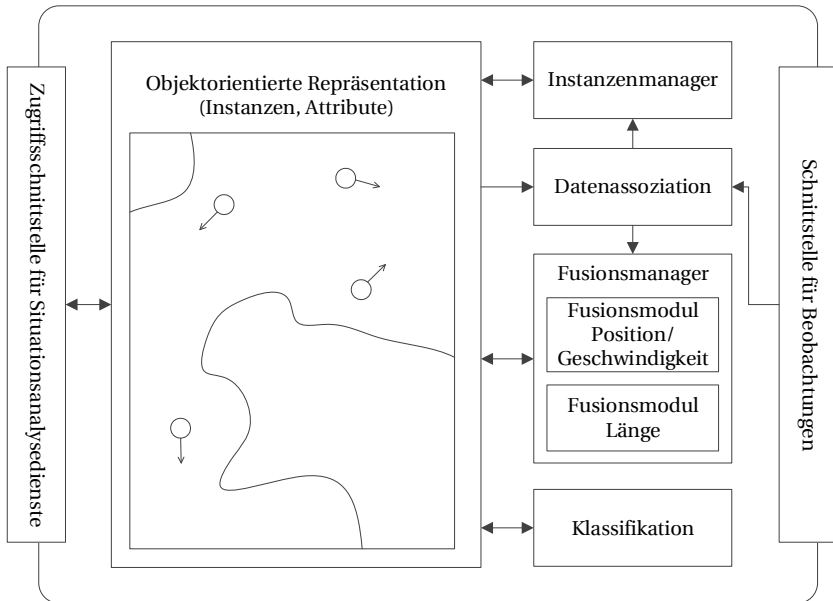 Zugriffsschnittstelle für Situationsanalysedienste
Objektorientierte Repräsentation
(Instanzen, Attribute)
Instanzenmanager
Datenassoziation
Fusionsmanager
Fusionsmodul
Position/
Geschwindigkeit
Fusionsmodul
Länge
Klassifikation
Schnittstelle für Beobachtungen